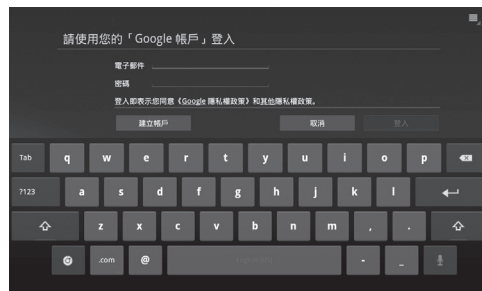 請使用您的「Google 帳戶」登入
電子郵件
密碼
登入即表示您同意《Google 隱私權政策》和其他隱私權政策。
建立帳戶 取消 登入
Tab q w e r t y u i o p
?123 a s d f g h j k l
z x c v b n m , .
.com @ - _